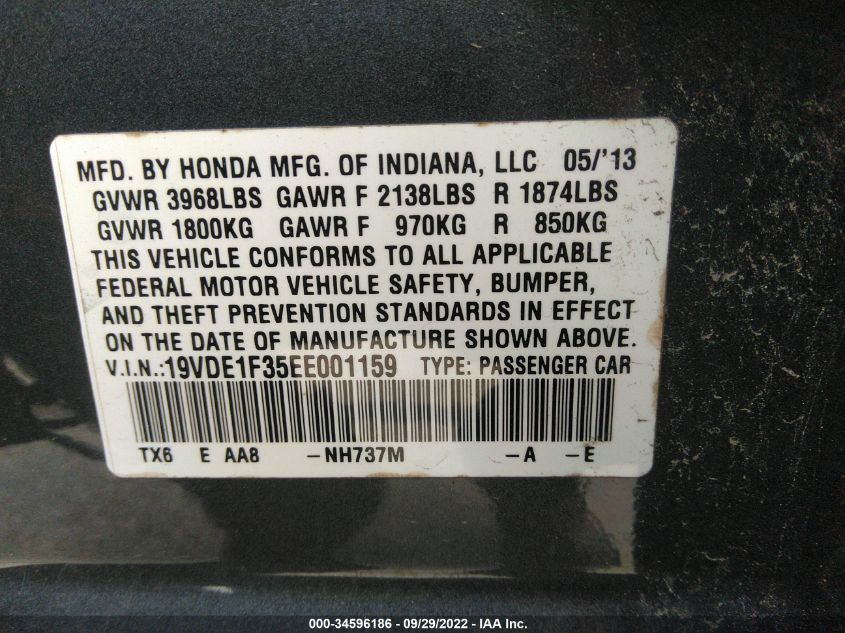 MFD. BY HONDA MFG. OF INDIANA, LLC 05/'13
GVWR 3968LBS GAWR F 2138LBS R 1874LBS
GVWR 1800KG GAWR F 970KG R 850KG
THIS VEHICLE CONFORMS TO ALL APPLICABLE
FEDERAL MOTOR VEHICLE SAFETY, BUMPER,
AND THEFT PREVENTION STANDARDS IN EFFECT
ON THE DATE OF MANUFACTURE SHOWN ABOVE.
V.I.N.:19VDE1F35EE001159 TYPE: PASSENGER CAR
TX6 E AA8 -NH737M -A -E
000-34596186 - 09/29/2022 - IAA Inc.